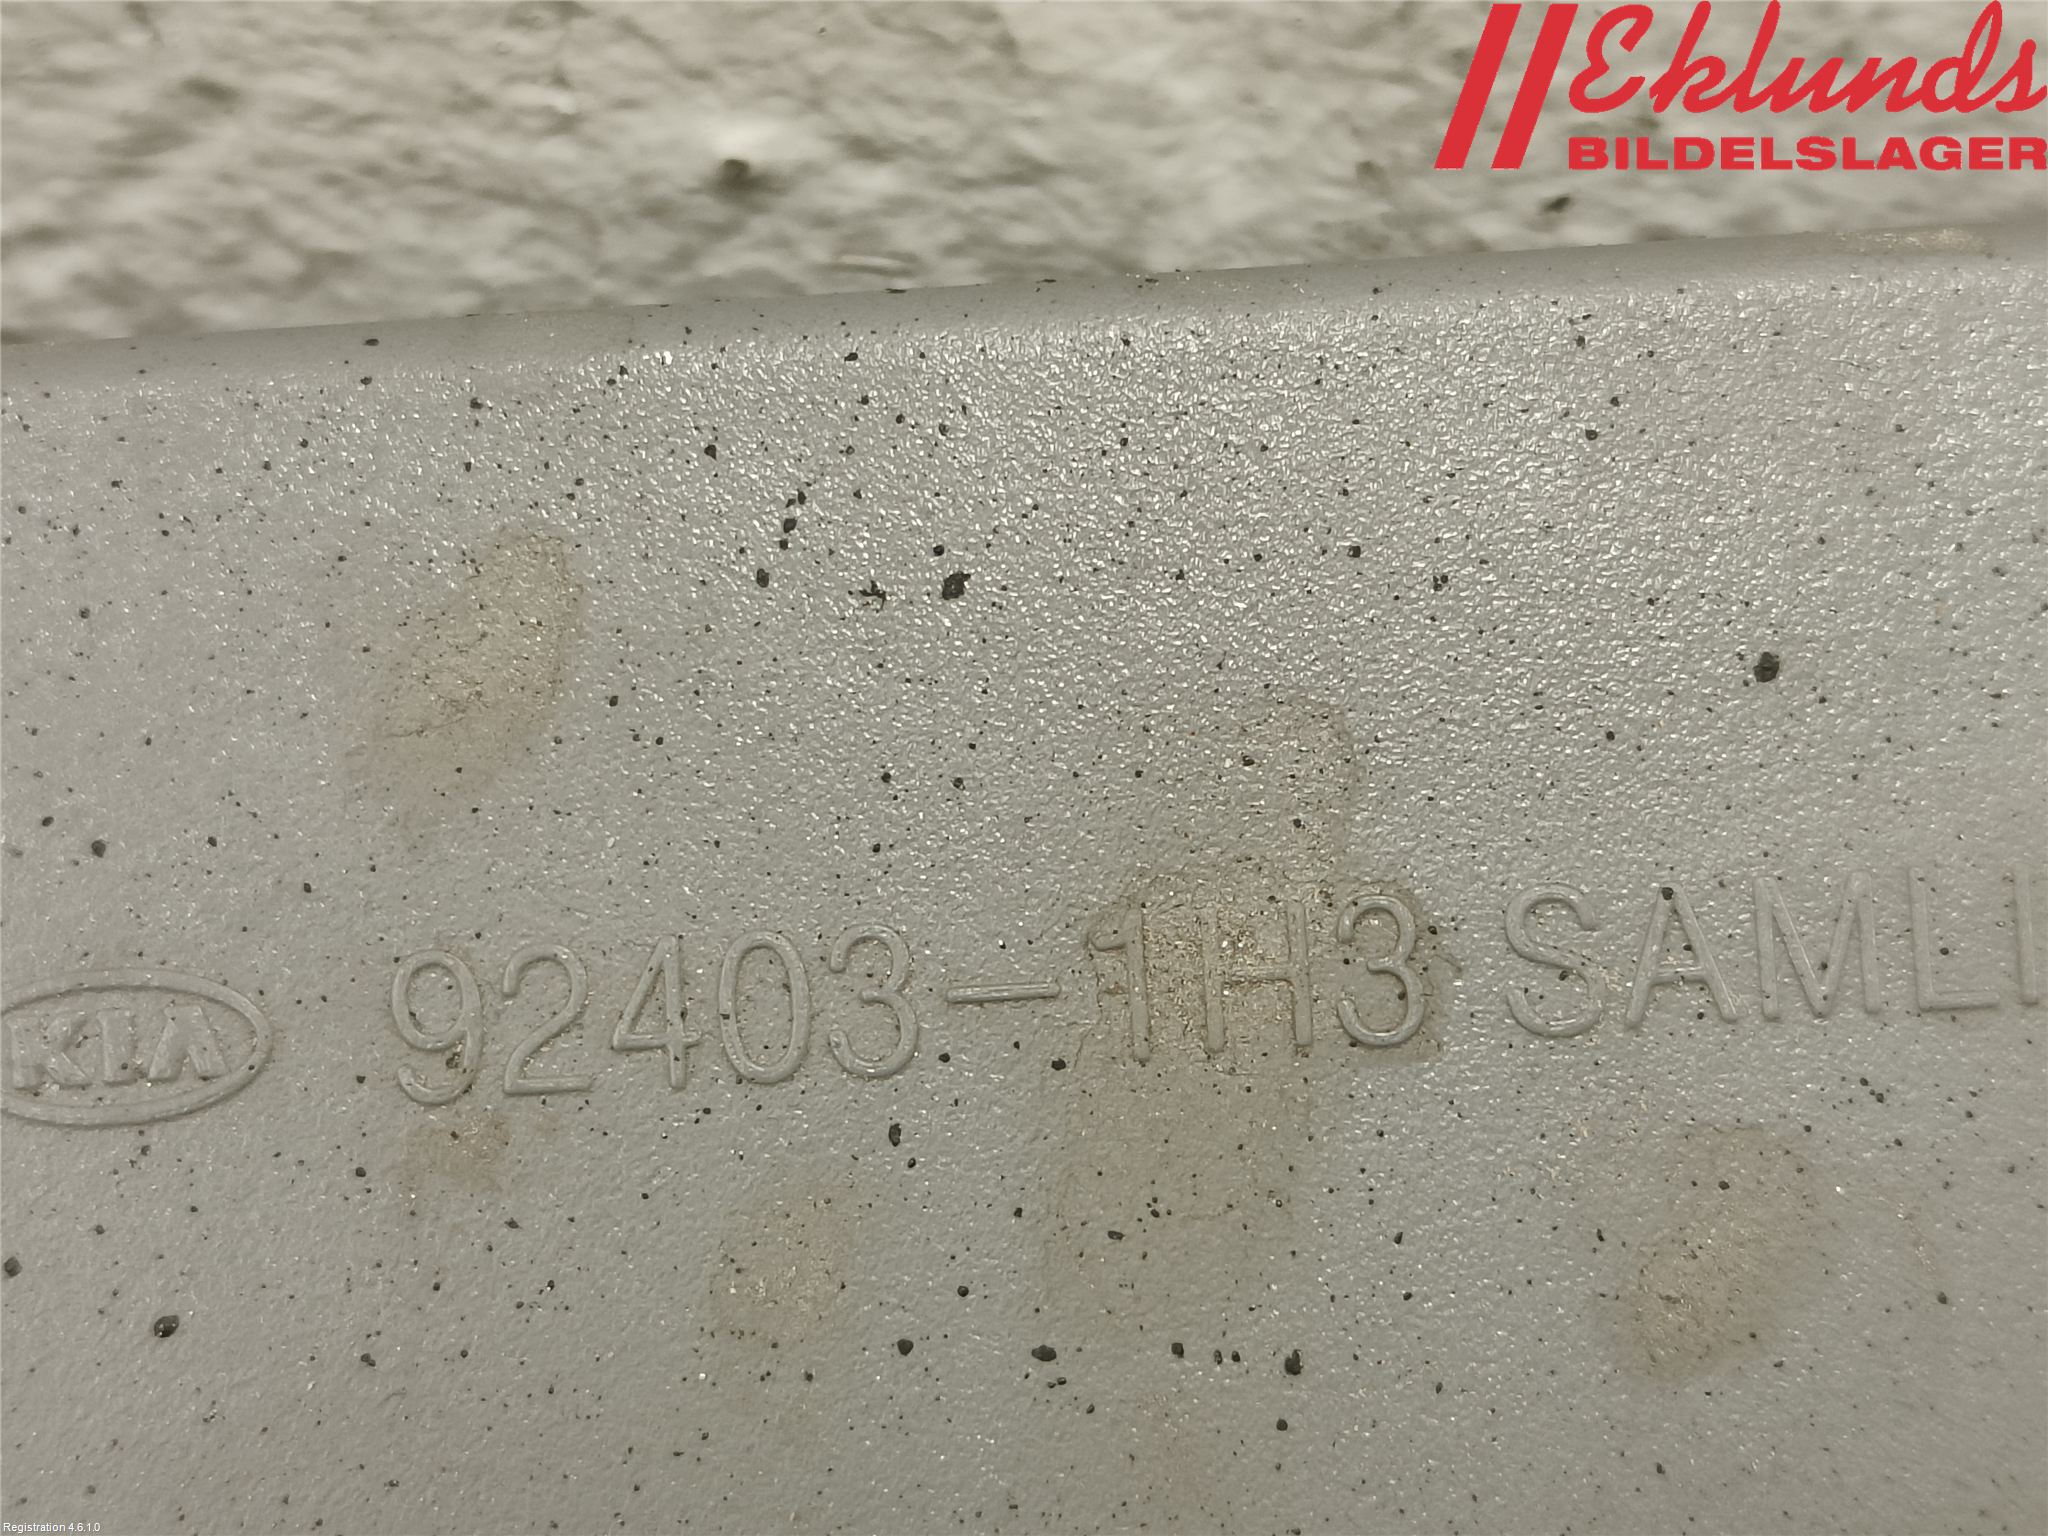 Eklunds
BILDELSLAGER
KIA 92403-1H3 SAMLI
Registration 4.6.1.0